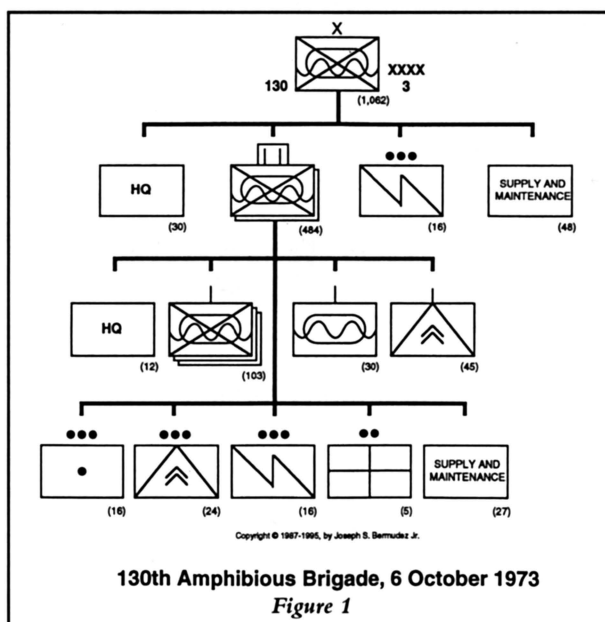 X
130
XXXX
3
(1,062)
HQ
(30)
(484)
(16)
SUPPLY AND
MAINTENANCE
(48)
HQ
(12)
(103)
(30)
(45)
(16)
(24)
(16)
(5)
SUPPLY AND
MAINTENANCE
(27)
Copyright © 1987-1995, by Joseph S. Bermudez Jr.
130th Amphibious Brigade, 6 October 1973
Figure 1